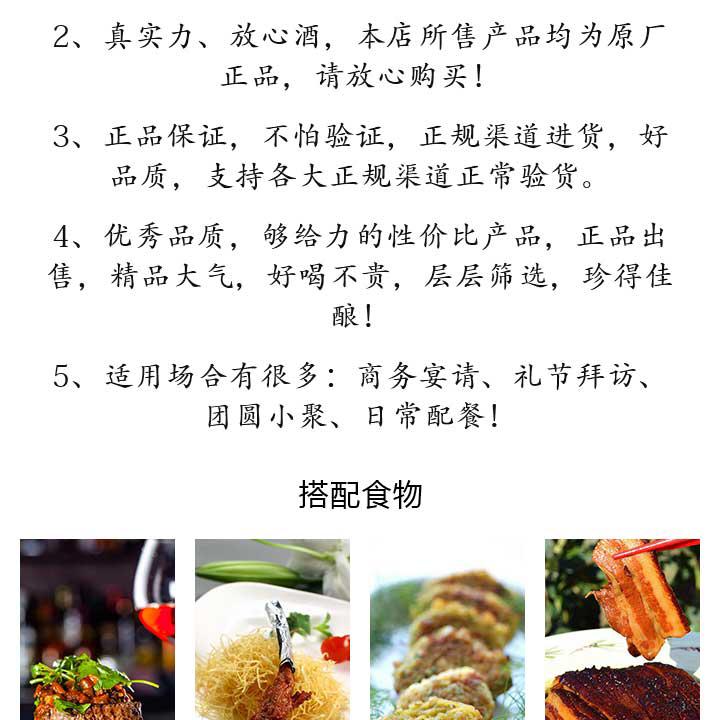 2、真实力、放心酒，本店所售产品均为原厂
正品，请放心购买！
3、正品保证，不怕验证，正规渠道进货，好
品质，支持各大正规渠道正常验货。
4、优秀品质，够给力的性价比产品，正品出
售，精品大气，好喝不贵，层层筛选，珍得佳
酿！
5、适用场合有很多：商务宴请、礼节拜访、
团圆小聚、日常配餐！
搭配食物